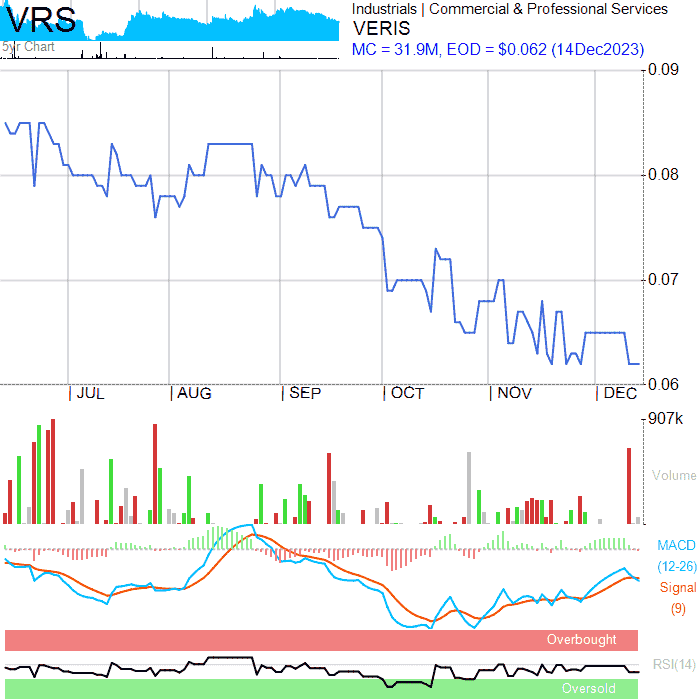 VRS
5yr Chart
Industrials | Commercial & Professional Services
VERIS
MC = 31.9M, EOD = $0.062 (14Dec2023)
0.09
0.08
0.07
0.06
JUL AUG SEP OCT NOV DEC
907k
Volume
MACD
(12-26)
Signal
(9)
Overbought
RSI(14)
Oversold